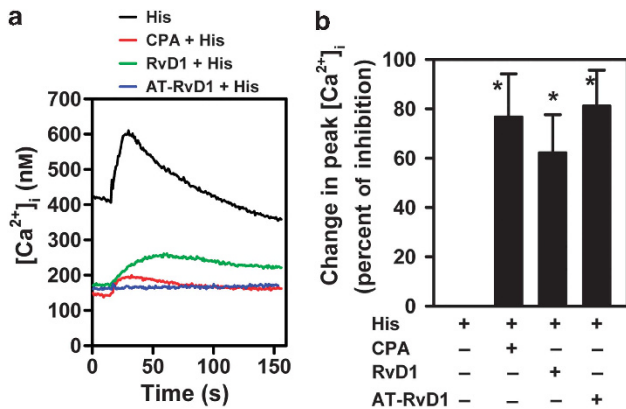 a
His
CPA + His
RvD1 + His
AT-RvD1 + His
[Ca²⁺]ᵢ (nM)
700
600
500
400
300
200
100
0
0 50 100 150
Time (s)
b
Change in peak [Ca²⁺]ᵢ
(percent of inhibition)
100
80
60
40
20
0
* * *
His + + + +
CPA – + – –
RvD1 – – + –
AT-RvD1 – – – +